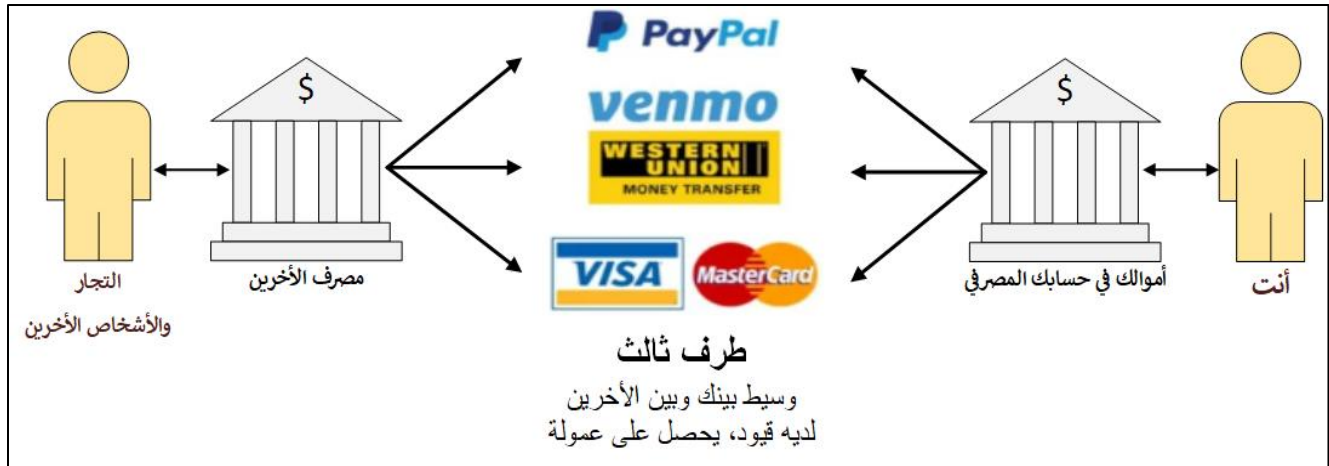 PayPal
venmo
WESTERN
UNION
MONEY TRANSFER
VISA
MasterCard
$
$
أنت
أموالك في حسابك المصرفي
مصرف الأخرين
التجار
والأشخاص الأخرين
طرف ثالث
وسيط بينك وبين الأخرين
لديه قيود، يحصل على عمولة